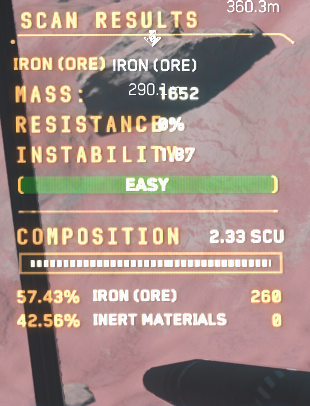 360.3m
SCAN RESULTS
IRON (ORE) IRON (ORE)
MASS: 1652
RESISTANCE 0%
INSTABILITY
EASY
COMPOSITION 2.33 SCU
57.43% IRON (ORE) 260
42.56% INERT MATERIALS 0